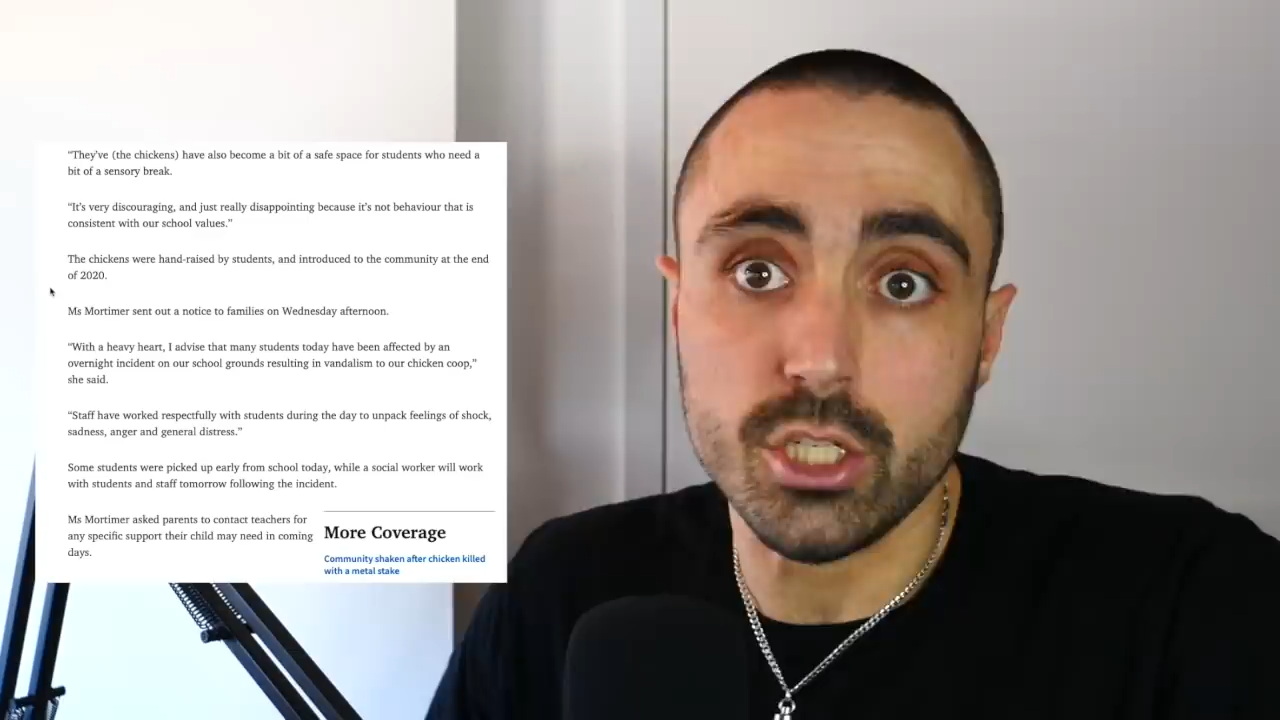 “They’ve (the chickens) have also become a bit of a safe space for students who need a
bit of a sensory break.
“It’s very discouraging, and just really disappointing because it’s not behaviour that is
consistent with our school values.”
The chickens were hand-raised by students, and introduced to the community at the end
of 2020.
Ms Mortimer sent out a notice to families on Wednesday afternoon.
“With a heavy heart, I advise that many students today have been affected by an
overnight incident on our school grounds resulting in vandalism to our chicken coop,”
she said.
“Staff have worked respectfully with students during the day to unpack feelings of shock,
sadness, anger and general distress.”
Some students were picked up early from school today, while a social worker will work
with students and staff tomorrow following the incident.
Ms Mortimer asked parents to contact teachers for
any specific support their child may need in coming
days.
More Coverage
Community shaken after chicken killed
with a metal stake